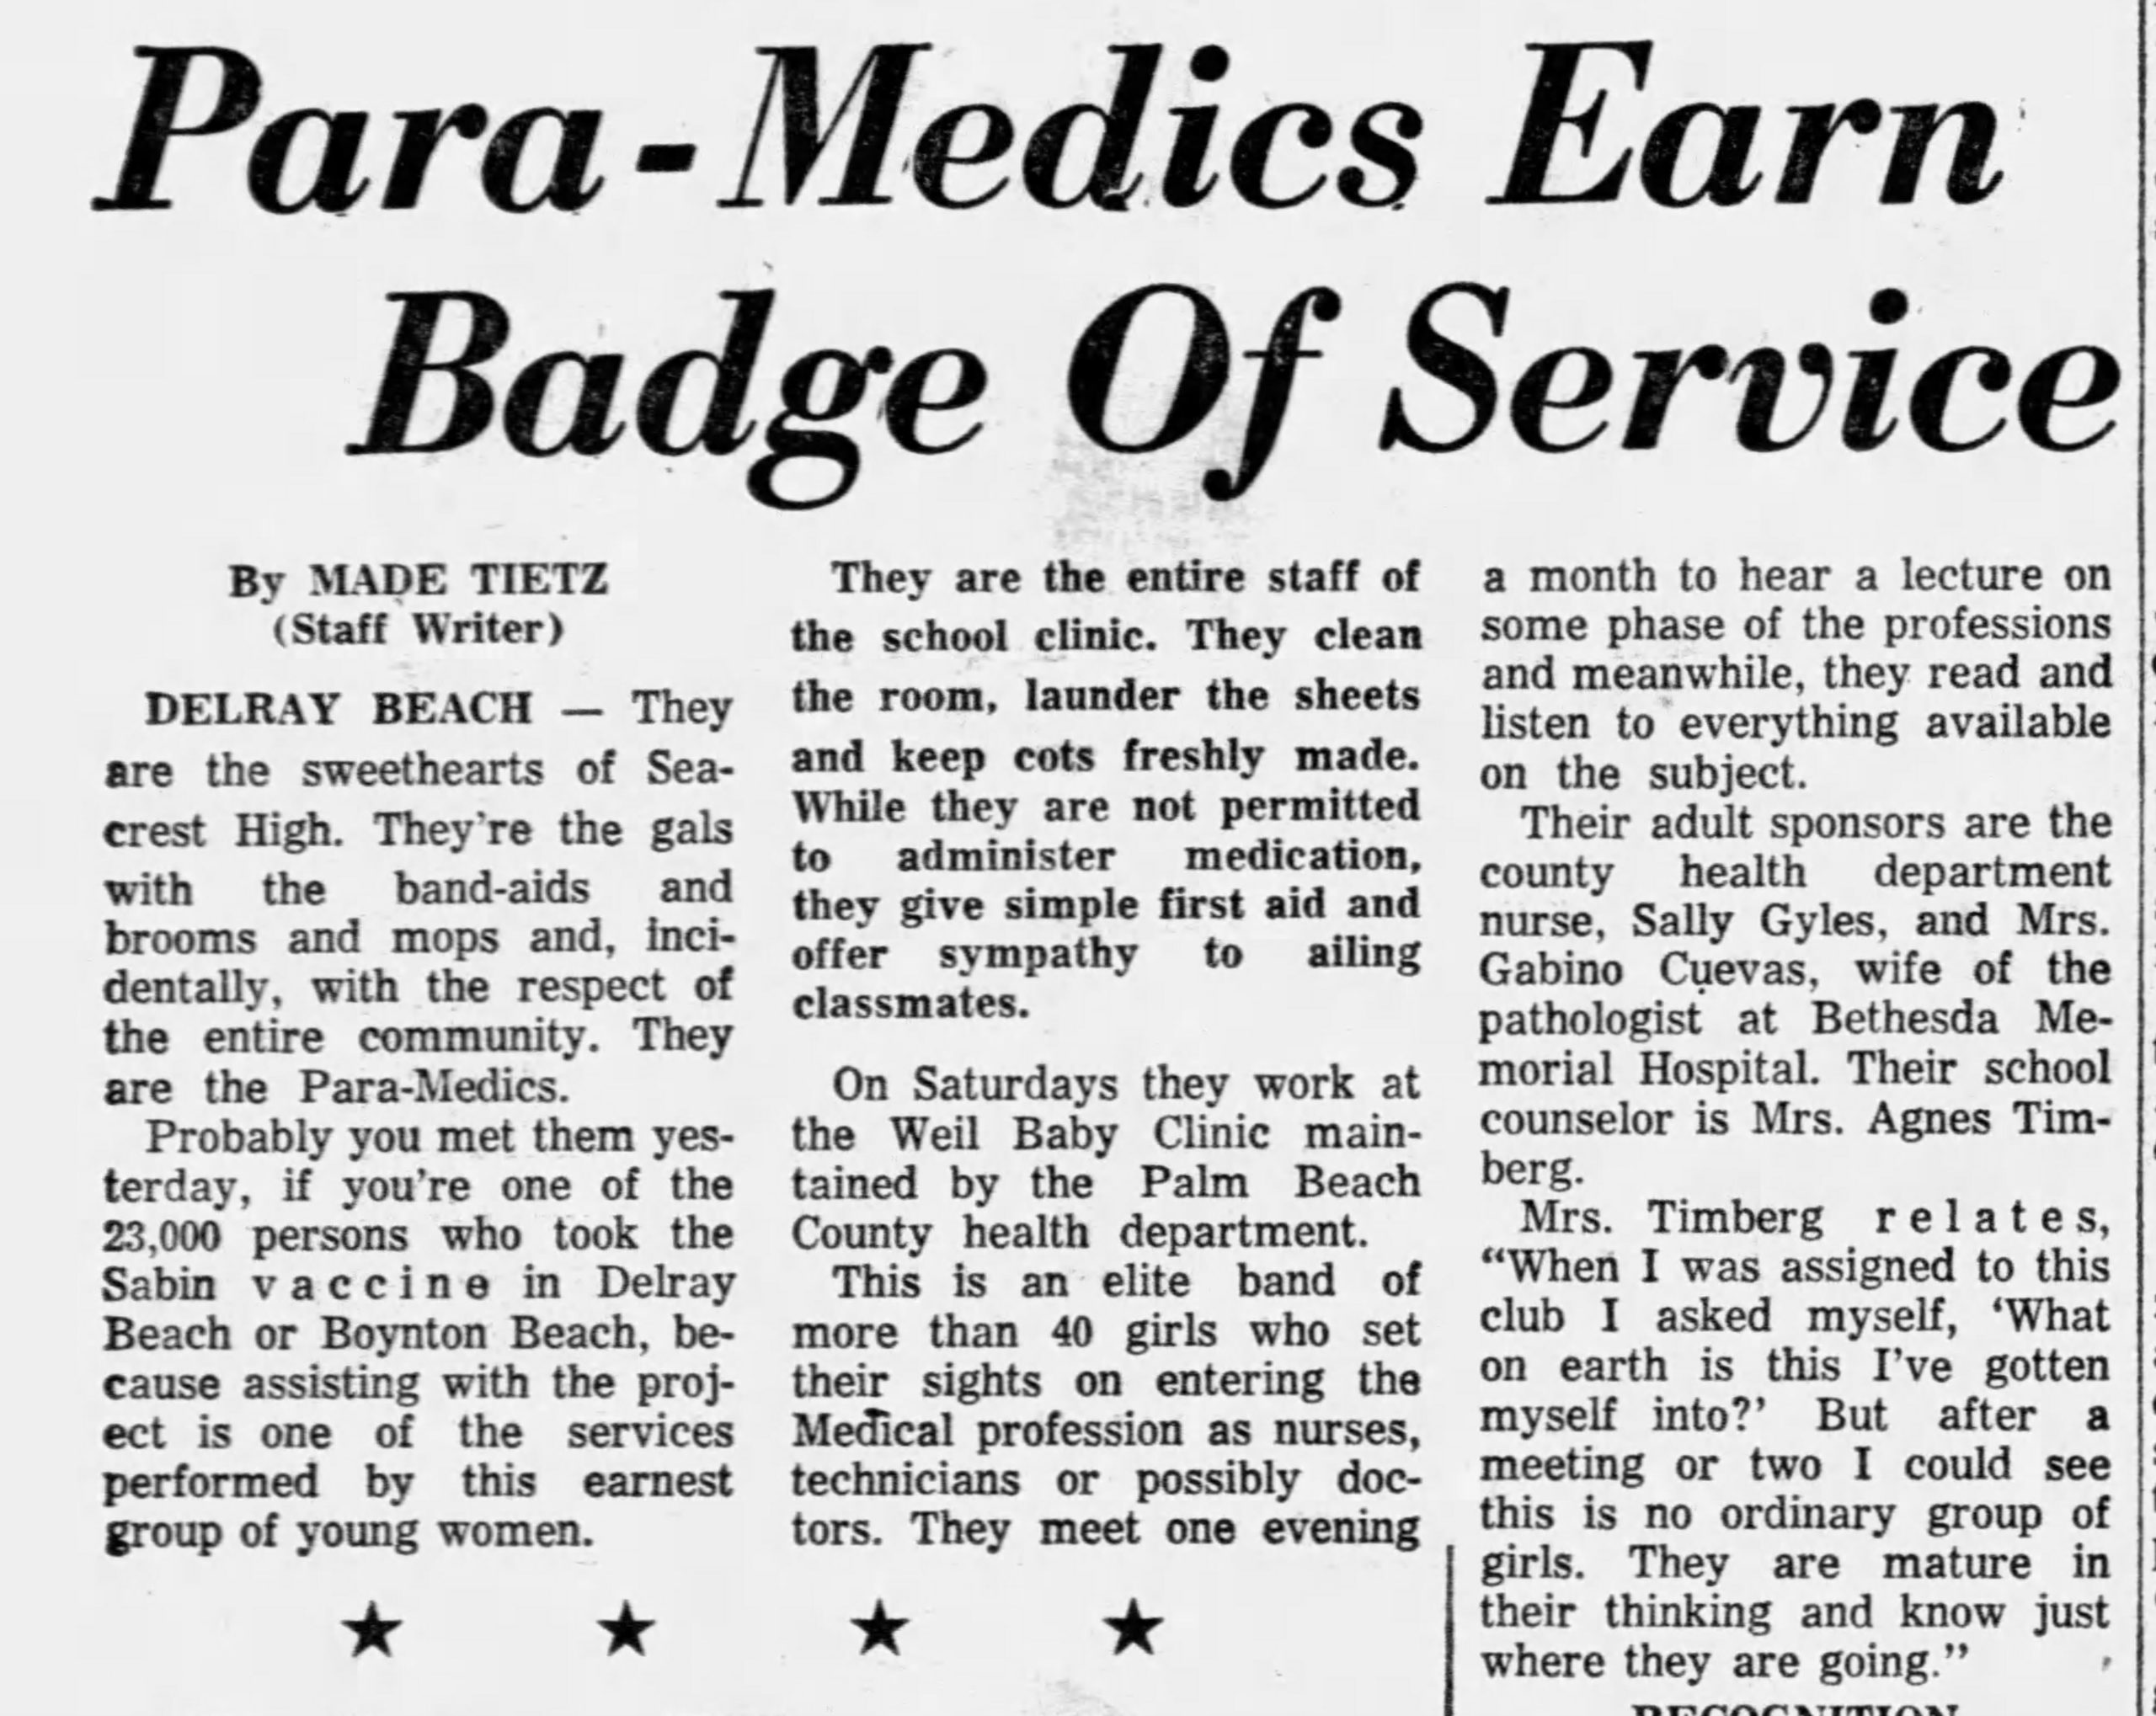 Para-Medics Earn
Badge Of Service
By MADE TIETZ
(Staff Writer)
DELRAY BEACH — They
are the sweethearts of Sea-
crest High. They're the gals
with the band-aids and
brooms and mops and, inci-
dentally, with the respect of
the entire community. They
are the Para-Medics.
Probably you met them yes-
terday, if you're one of the
23,000 persons who took the
Sabin vaccine in Delray
Beach or Boynton Beach, be-
cause assisting with the proj-
ect is one of the services
performed by this earnest
group of young women.
They are the entire staff of
the school clinic. They clean
the room, launder the sheets
and keep cots freshly made.
While they are not permitted
to administer medication,
they give simple first aid and
offer sympathy to ailing
classmates.
On Saturdays they work at
the Weil Baby Clinic main-
tained by the Palm Beach
County health department.
This is an elite band of
more than 40 girls who set
their sights on entering the
Medical profession as nurses,
technicians or possibly doc-
tors. They meet one evening
a month to hear a lecture on
some phase of the professions
and meanwhile, they read and
listen to everything available
on the subject.
Their adult sponsors are the
county health department
nurse, Sally Gyles, and Mrs.
Gabino Cuevas, wife of the
pathologist at Bethesda Me-
morial Hospital. Their school
counselor is Mrs. Agnes Tim-
berg.
Mrs. Timberg relates,
“When I was assigned to this
club I asked myself, ‘What
on earth is this I've gotten
myself into?’ But after a
meeting or two I could see
this is no ordinary group of
girls. They are mature in
their thinking and know just
where they are going.”
RECOGNITION